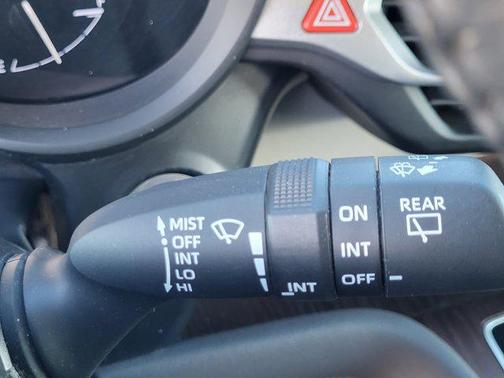 MIST
OFF
INT
LO
HI
INT
ON
INT
OFF
REAR
E